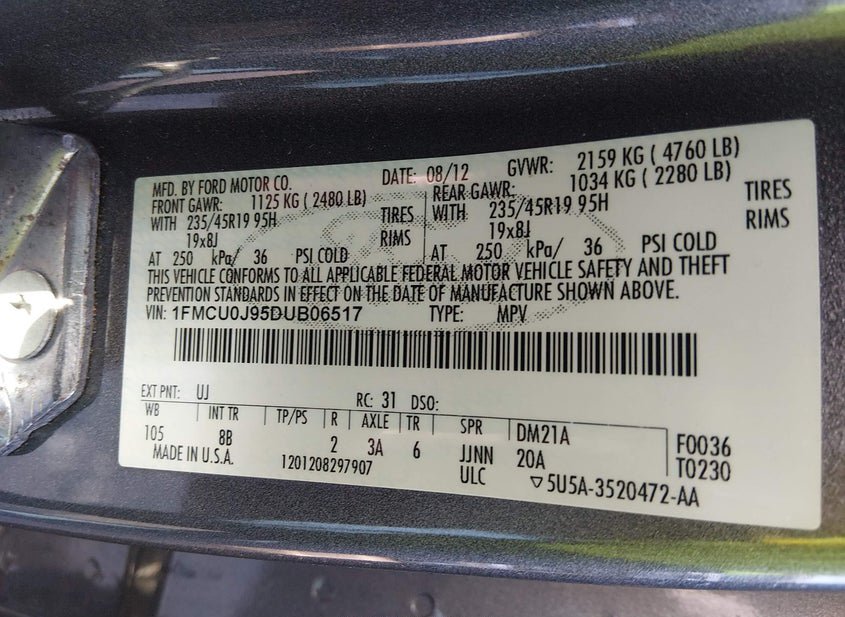 MFD. BY FORD MOTOR CO. DATE: 08/12 GVWR: 2159 KG ( 4760 LB)
FRONT GAWR: 1125 KG ( 2480 LB) REAR GAWR: 1034 KG ( 2280 LB)
WITH 235/45R19 95H TIRES WITH 235/45R19 95H TIRES
19x8J RIMS 19x8J RIMS
AT 250 kPa/ 36 PSI COLD AT 250 kPa/ 36 PSI COLD
THIS VEHICLE CONFORMS TO ALL APPLICABLE FEDERAL MOTOR VEHICLE SAFETY AND THEFT
PREVENTION STANDARDS IN EFFECT ON THE DATE OF MANUFACTURE SHOWN ABOVE.
VIN: 1FMCU0J95DUB06517 TYPE: MPV
EXT PNT: UJ RC: 31 DSO:
WB INT TR TP/PS R AXLE TR SPR DM21A F0036
105 8B 2 3A 6 JJNN 20A T0230
MADE IN U.S.A. 1201208297907 ULC ▽5U5A-3520472-AA